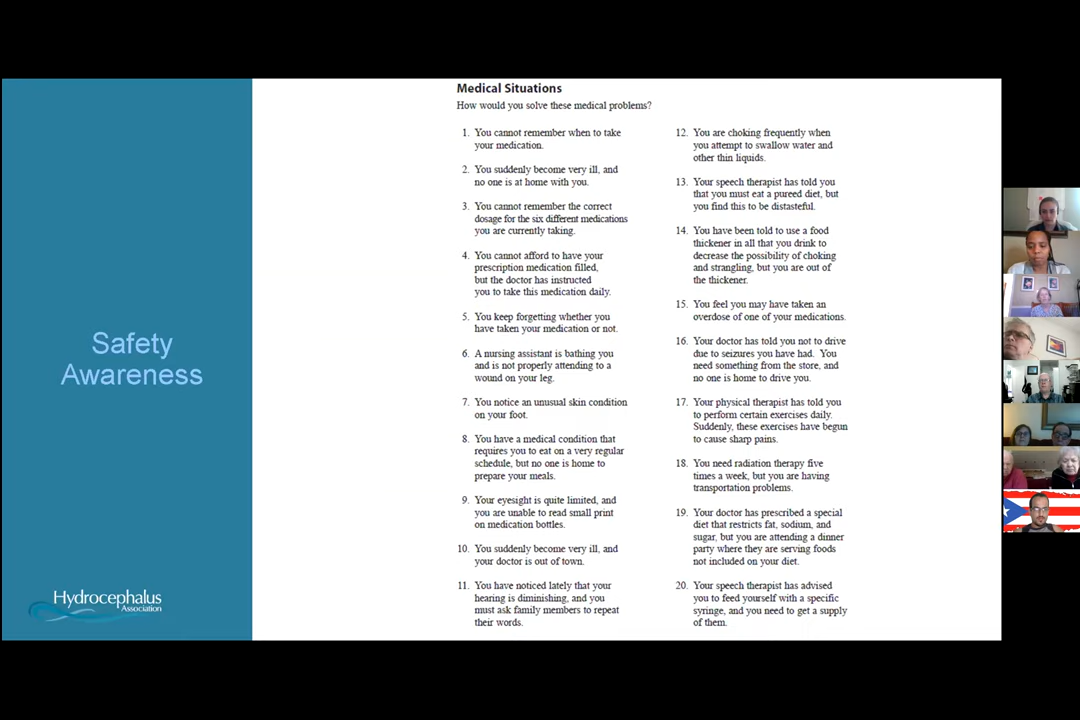 Safety
Awareness
Hydrocephalus
Association
Medical Situations
How would you solve these medical problems?
1. You cannot remember when to take
your medication.
2. You suddenly become very ill, and
no one is at home with you.
3. You cannot remember the correct
dosage for the six different medications
you are currently taking.
4. You cannot afford to have your
prescription medication filled,
but the doctor has instructed
you to take this medication daily.
5. You keep forgetting whether you
have taken your medication or not.
6. A nursing assistant is bathing you
and is not properly attending to a
wound on your leg.
7. You notice an unusual skin condition
on your foot.
8. You have a medical condition that
requires you to eat on a very regular
schedule, but no one is home to
prepare your meals.
9. Your eyesight is quite limited, and
you are unable to read small print
on medication bottles.
10. You suddenly become very ill, and
your doctor is out of town.
11. You have noticed lately that your
hearing is diminishing, and you
must ask family members to repeat
their words.
12. You are choking frequently when
you attempt to swallow water and
other thin liquids.
13. Your speech therapist has told you
that you must eat a pureed diet, but
you find this to be distasteful.
14. You have been told to use a food
thickener in all that you drink to
decrease the possibility of choking
and strangling, but you are out of
the thickener.
15. You feel you may have taken an
overdose of one of your medications.
16. Your doctor has told you not to drive
due to seizures you have had. You
need something from the store, and
no one is home to drive you.
17. Your physical therapist has told you
to perform certain exercises daily.
Suddenly, these exercises have begun
to cause sharp pains.
18. You need radiation therapy five
times a week, but you are having
transportation problems.
19. Your doctor has prescribed a special
diet that restricts fat, sodium, and
sugar, but you are attending a dinner
party where they are serving foods
not included on your diet.
20. Your speech therapist has advised
you to feed yourself with a specific
syringe, and you need to get a supply
of them.